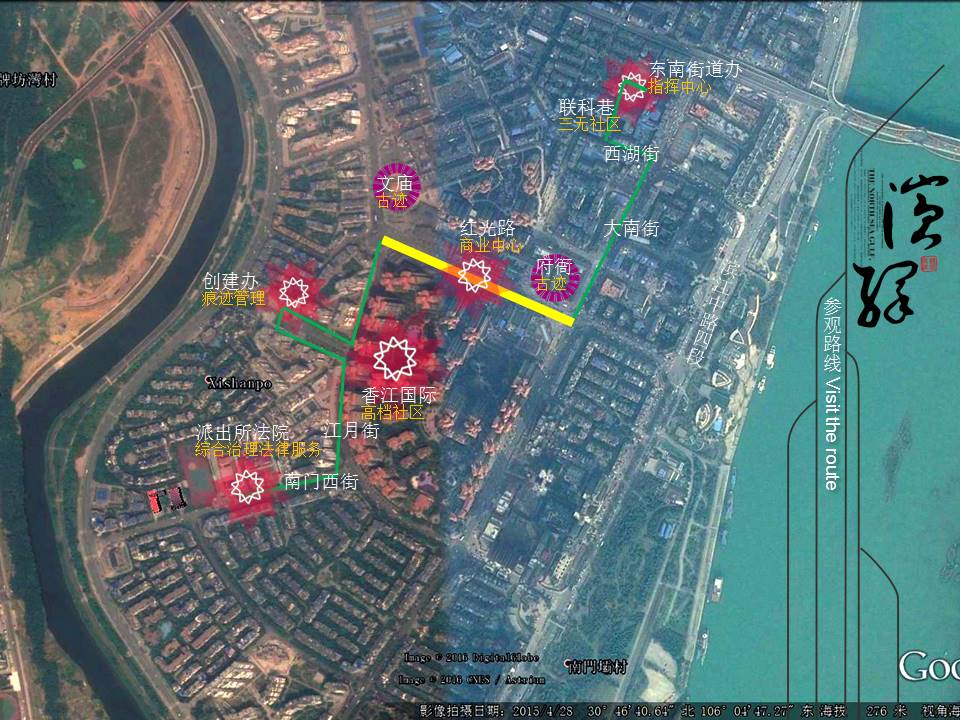 牌坊灣村
东南街道力
指挥中心
联科巷
三元社区
西湖街
文庙
古迹
红光路
商业中心
大南街
府衙
古迹
创建办
痕迹管理
滨江中路四段
参观路线 Visit the route
Xishanpo
香江国际
高档社区
江月街
派出所法院
综合治理法律服务
南门西街
Image © 2016 DigitalGlobe
Image © 2016 CNES / Astrium
南門壩村
Goo
影像拍摄日期: 2015/4/28 30° 46'40.64" 北 106° 04'47.27" 东 海拔 276 米 视角海